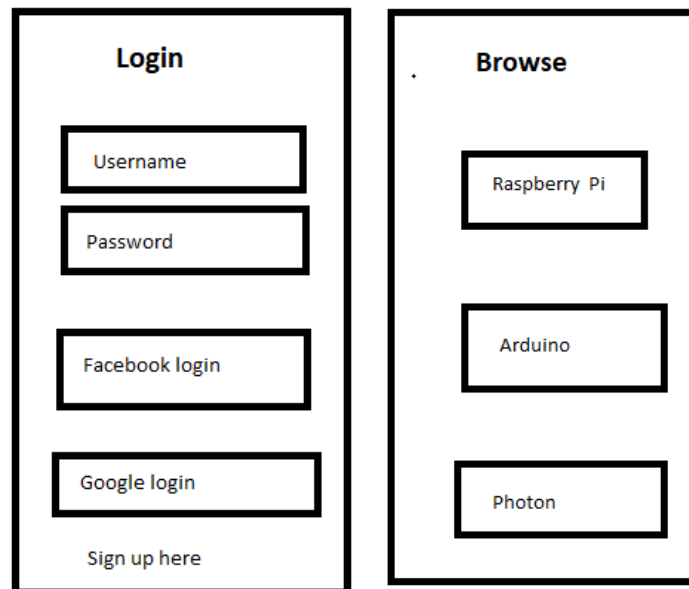 Login
Username
Password
Facebook login
Google login
Sign up here
Browse
Raspberry Pi
Arduino
Photon